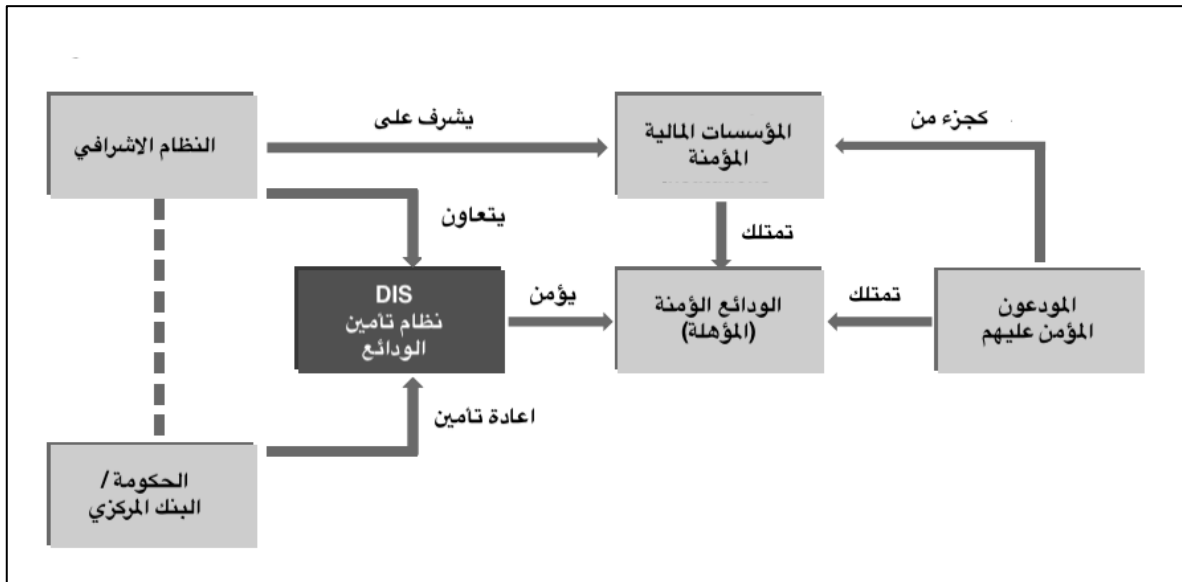 النظام الاشرافي
يشرف على
المؤسسات المالية
المؤمنة
كجزء من
يتعاون
تمتلك
DIS
نظام تأمين
الودائع
يؤمن
الودائع الؤمنة
(المؤهلة)
تمتلك
المودعون
المؤمن عليهم
اعادة تأمين
الحكومة /
البنك المركزي